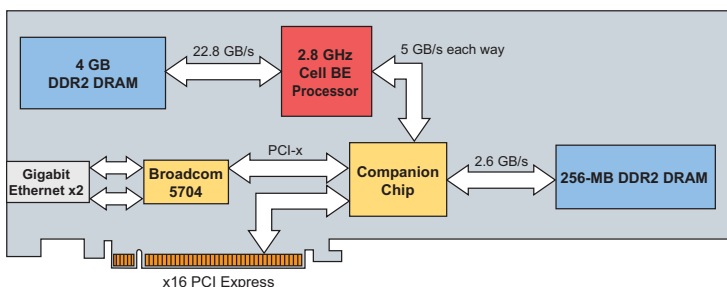 4 GB
DDR2 DRAM
22.8 GB/s
2.8 GHz
Cell BE
Processor
5 GB/s each way
Gigabit
Ethernet x2
Broadcom
5704
PCI-x
Companion
Chip
2.6 GB/s
256-MB DDR2 DRAM
x16 PCI Express